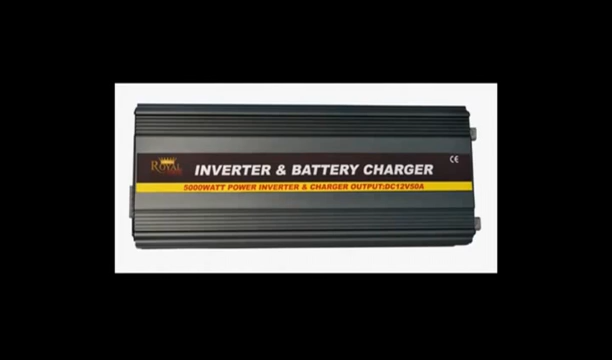 ROYAL
INVERTER & BATTERY CHARGER
CE
5000WATT POWER INVERTER & CHARGER OUTPUT:DC12V50A